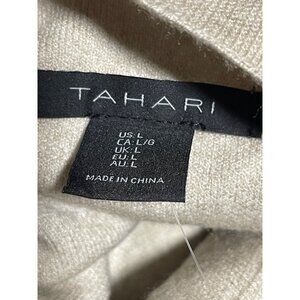 TAHARI
US: L
CA: L/G
UK: L
EU: L
AU: L
MADE IN CHINA